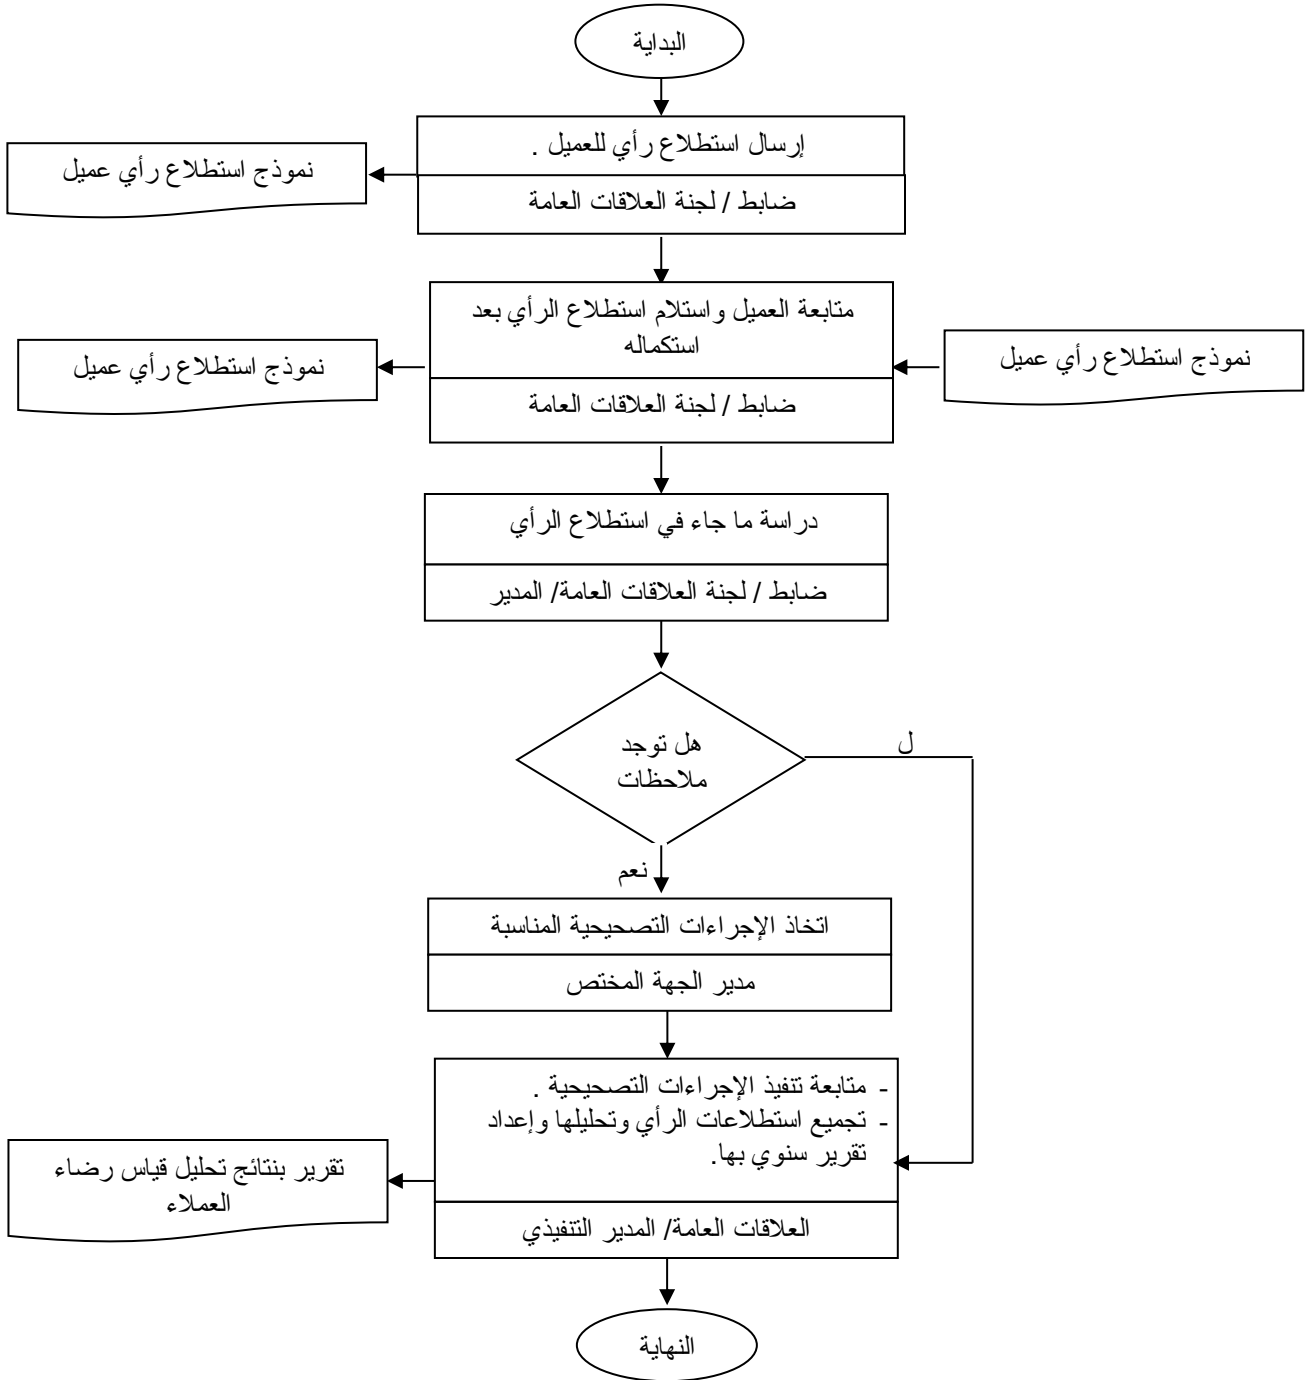 البداية
إرسال استطلاع رأي للعميل .
ضابط / لجنة العلاقات العامة
نموذج استطلاع رأي عميل
متابعة العميل واستلام استطلاع الرأي بعد
استكماله
ضابط / لجنة العلاقات العامة
نموذج استطلاع رأي عميل
نموذج استطلاع رأي عميل
دراسة ما جاء في استطلاع الرأي
ضابط / لجنة العلاقات العامة/ المدير
هل توجد
ملاحظات
ل
نعم
اتخاذ الإجراءات التصحيحية المناسبة
مدير الجهة المختص
- متابعة تنفيذ الإجراءات التصحيحية .
- تجميع استطلاعات الرأي وتحليلها وإعداد
تقرير سنوي بها.
العلاقات العامة/ المدير التنفيذي
تقرير بنتائج تحليل قياس رضاء
العملاء
النهاية